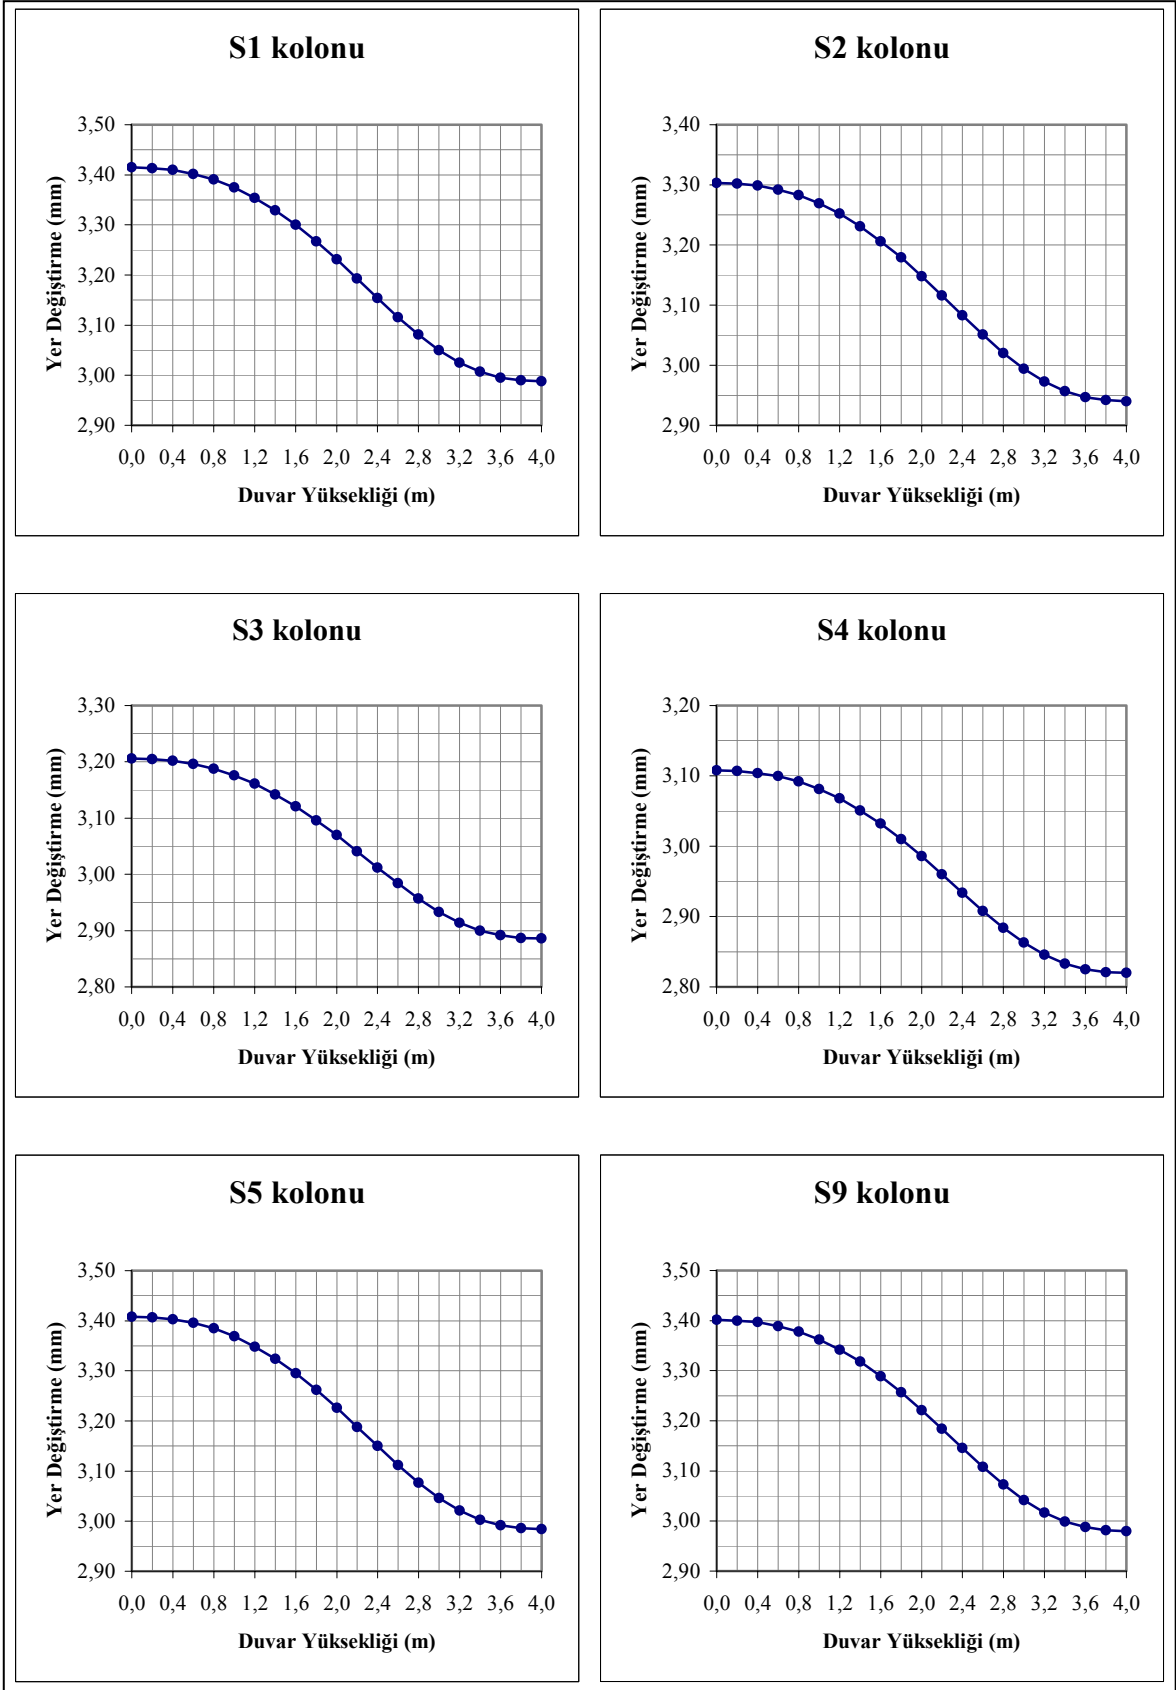 S1 kolonu
3,50
3,40
3,30
3,20
3,10
3,00
2,90
0,0 0,4 0,8 1,2 1,6 2,0 2,4 2,8 3,2 3,6 4,0
Duvar Yüksekliği (m)
Yer Değiştirme (mm)
S2 kolonu
3,40
3,30
3,20
3,10
3,00
2,90
0,0 0,4 0,8 1,2 1,6 2,0 2,4 2,8 3,2 3,6 4,0
Duvar Yüksekliği (m)
Yer Değiştirme (mm)
S3 kolonu
3,30
3,20
3,10
3,00
2,90
2,80
0,0 0,4 0,8 1,2 1,6 2,0 2,4 2,8 3,2 3,6 4,0
Duvar Yüksekliği (m)
Yer Değiştirme (mm)
S4 kolonu
3,20
3,10
3,00
2,90
2,80
0,0 0,4 0,8 1,2 1,6 2,0 2,4 2,8 3,2 3,6 4,0
Duvar Yüksekliği (m)
Yer Değiştirme (mm)
S5 kolonu
3,50
3,40
3,30
3,20
3,10
3,00
2,90
0,0 0,4 0,8 1,2 1,6 2,0 2,4 2,8 3,2 3,6 4,0
Duvar Yüksekliği (m)
Yer Değiştirme (mm)
S9 kolonu
3,50
3,40
3,30
3,20
3,10
3,00
2,90
0,0 0,4 0,8 1,2 1,6 2,0 2,4 2,8 3,2 3,6 4,0
Duvar Yüksekliği (m)
Yer Değiştirme (mm)